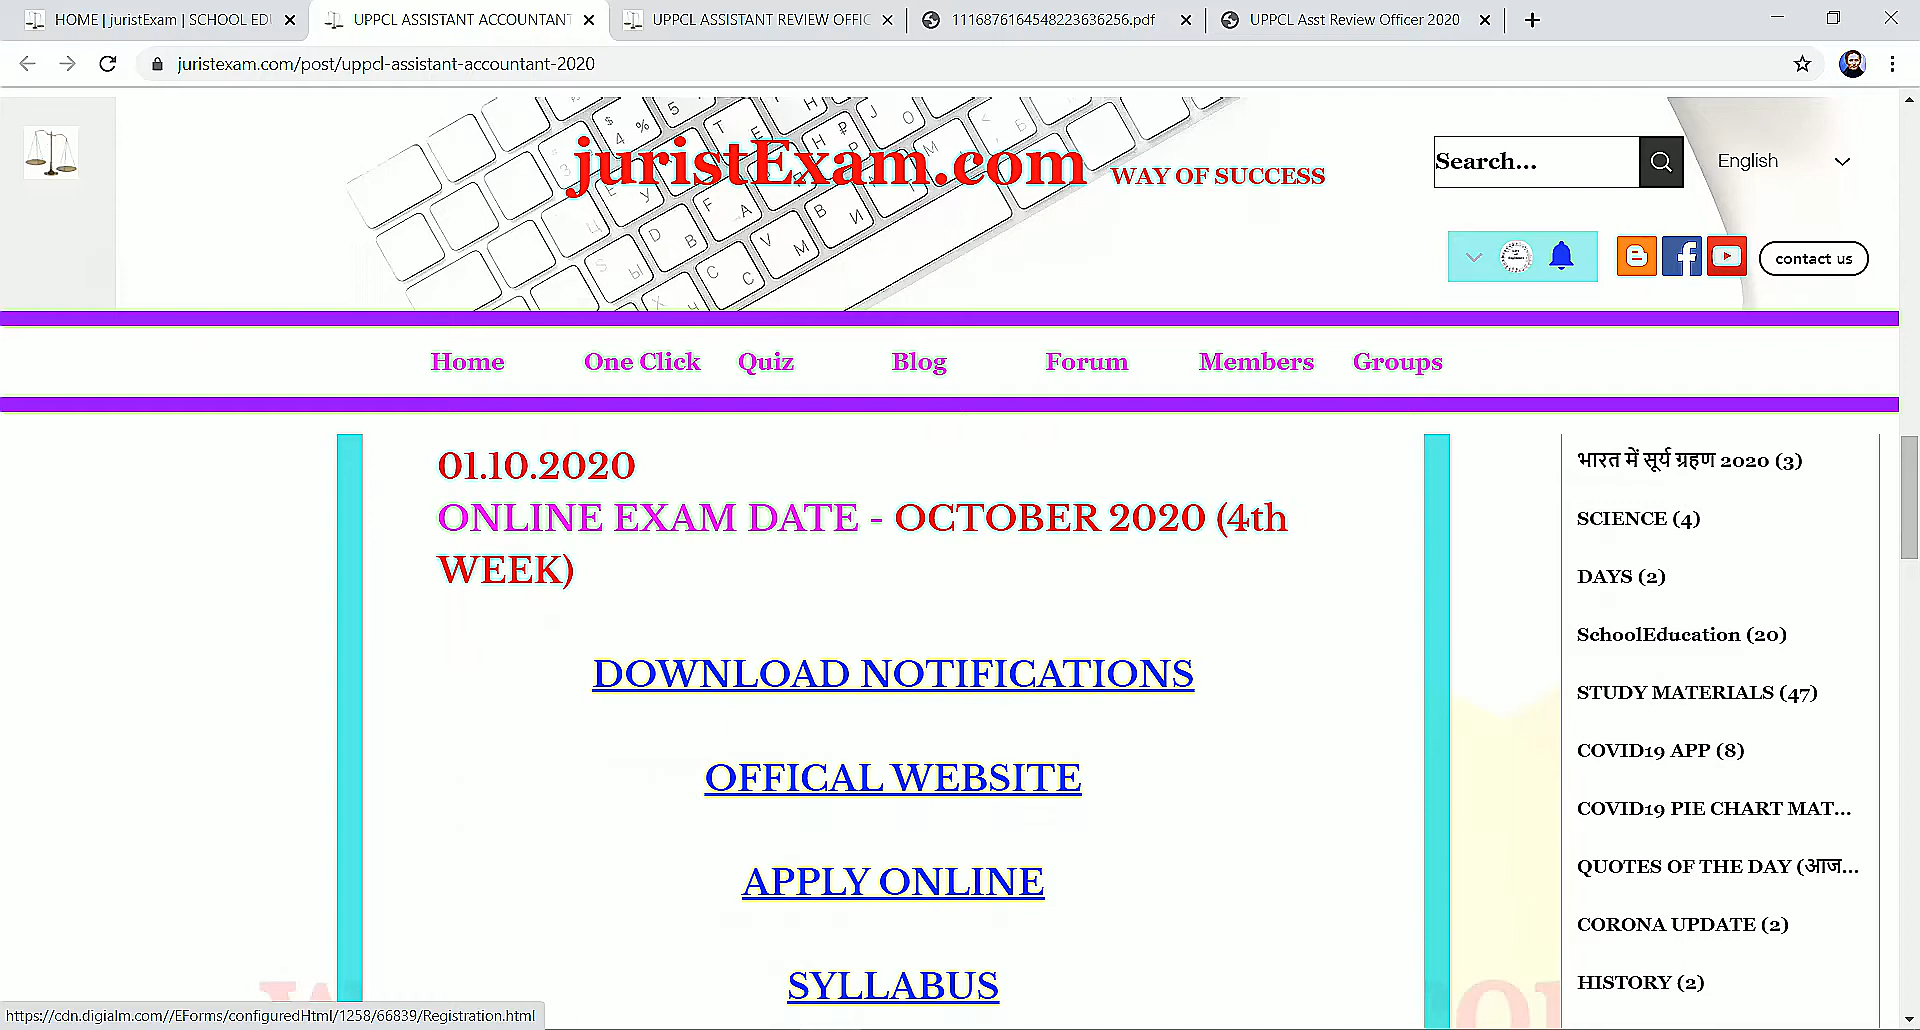 HOME | juristExam | SCHOOL EDU
UPPCL ASSISTANT ACCOUNTANT
UPPCL ASSISTANT REVIEW OFFIC
1116876164548223636256.pdf
UPPCL Asst Review Officer 2020
juristexam.com/post/uppcl-assistant-accountant-2020
juristExam.com WAY OF SUCCESS
Search...
English
contact us
Home One Click Quiz Blog Forum Members Groups
01.10.2020
ONLINE EXAM DATE - OCTOBER 2020 (4th
WEEK)
DOWNLOAD NOTIFICATIONS
OFFICAL WEBSITE
APPLY ONLINE
SYLLABUS
भारत में सूर्य ग्रहण 2020 (3)
SCIENCE (4)
DAYS (2)
SchoolEducation (20)
STUDY MATERIALS (47)
COVID19 APP (8)
COVID19 PIE CHART MAT...
QUOTES OF THE DAY (आज...
CORONA UPDATE (2)
HISTORY (2)
https://cdn.digialm.com//EForms/configuredHtml/1258/66839/Registration.html